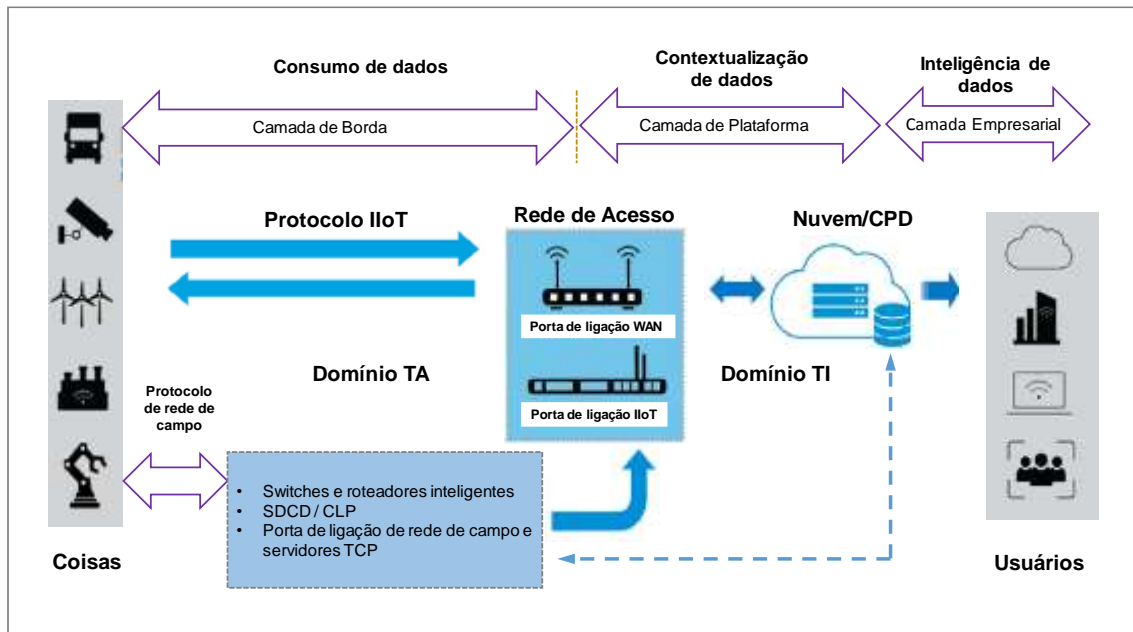 Consumo de dados
Contextualização
de dados
Inteligência de
dados
Camada de Borda
Camada de Plataforma
Camada Empresarial
Protocolo IIoT
Rede de Acesso
Nuvem/CPD
Porta de ligação WAN
Domínio TA
Domínio TI
Porta de ligação IIoT
Protocolo
de rede de
campo
• Switches e roteadores inteligentes
• SDCD / CLP
• Porta de ligação de rede de campo e
servidores TCP
Coisas
Usuários